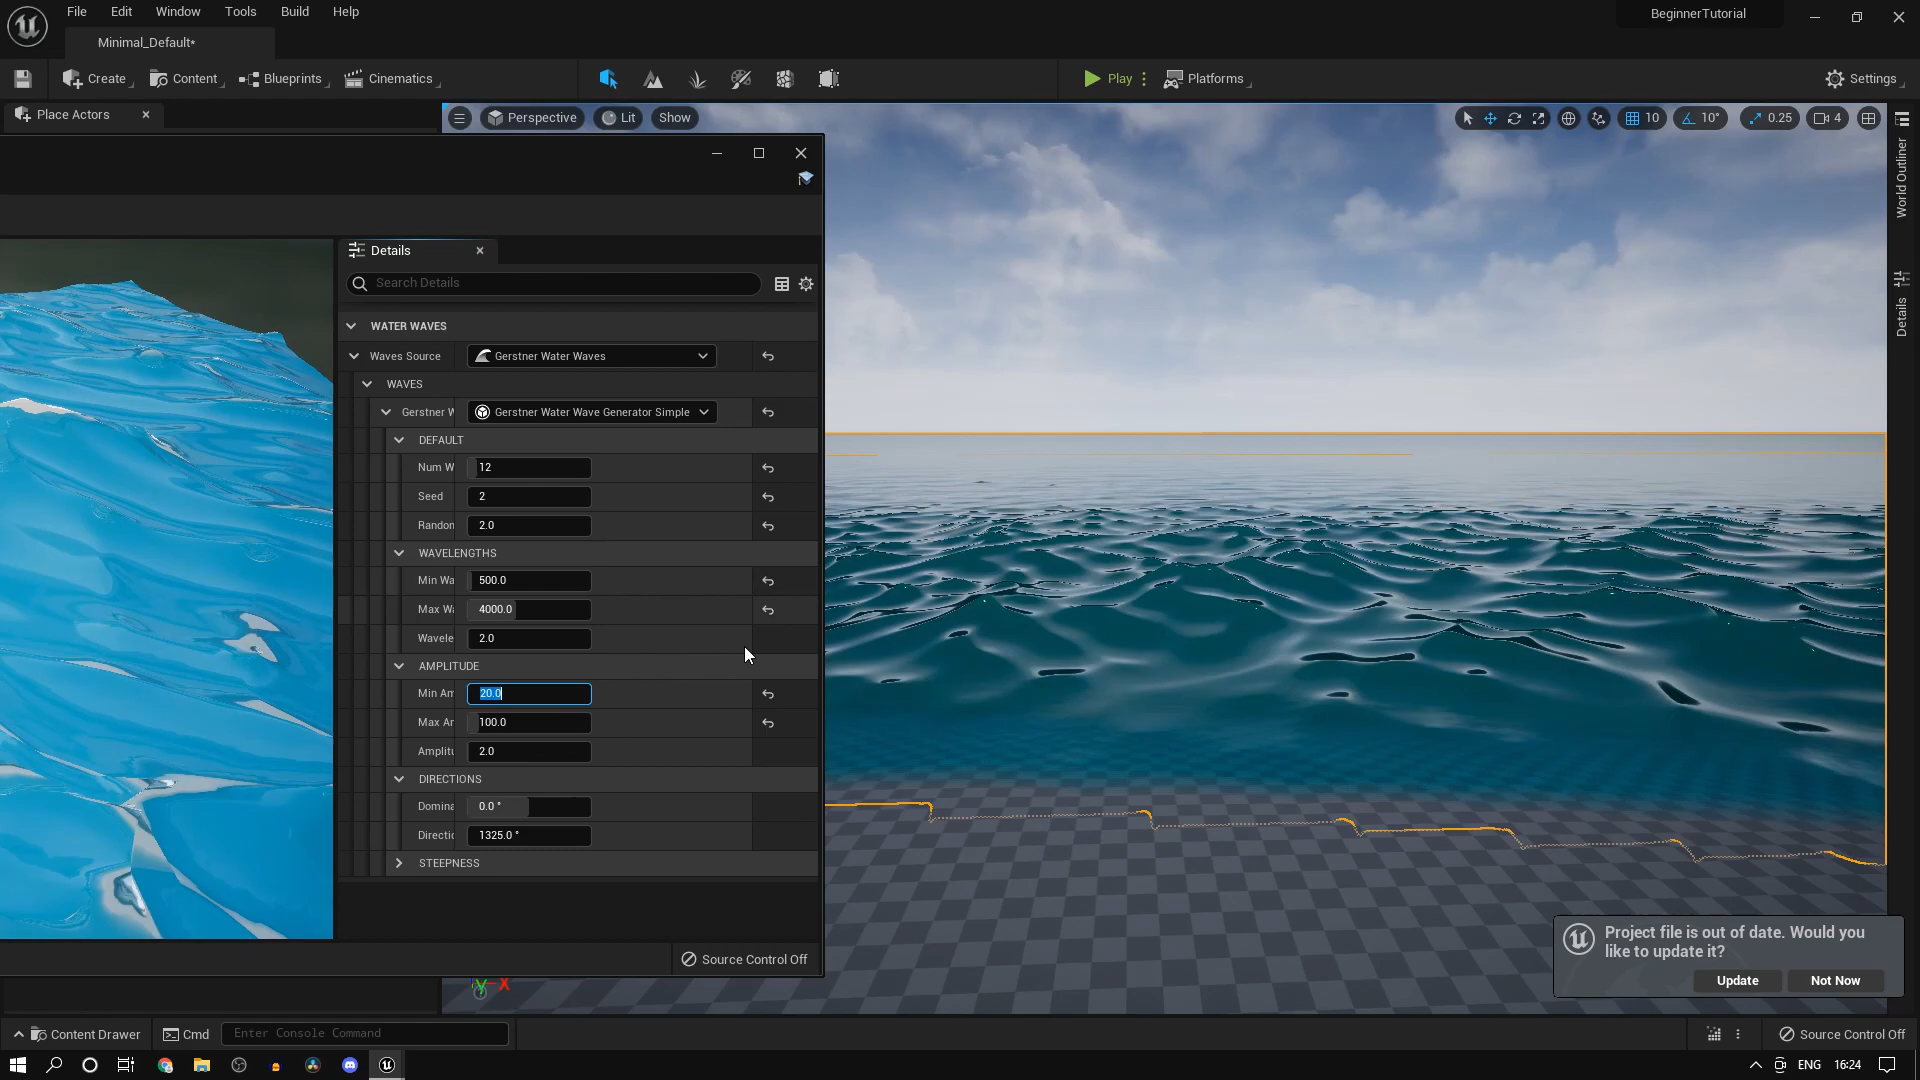 File Edit Window Tools Build Help
BeginnerTutorial
Minimal_Default*
Create Content Blueprints Cinematics
Play Platforms
Settings
Place Actors
Perspective Lit Show
10 10° 0.25 4
World Outliner
Details
Details
Search Details
WATER WAVES
Waves Source Gerstner Water Waves
WAVES
Gerstner W Gerstner Water Wave Generator Simple
DEFAULT
Num W 12
Seed 2
Random 2.0
WAVELENGTHS
Min Wa 500.0
Max Wa 4000.0
Wavele 2.0
AMPLITUDE
Min Am 20.0
Max Am 100.0
Amplitu 2.0
DIRECTIONS
Domina 0.0 °
Directio 1325.0 °
STEEPNESS
Source Control Off
Y X
Project file is out of date. Would you
like to update it?
Update Not Now
Content Drawer Cmd Enter Console Command
Source Control Off
ENG 16:24